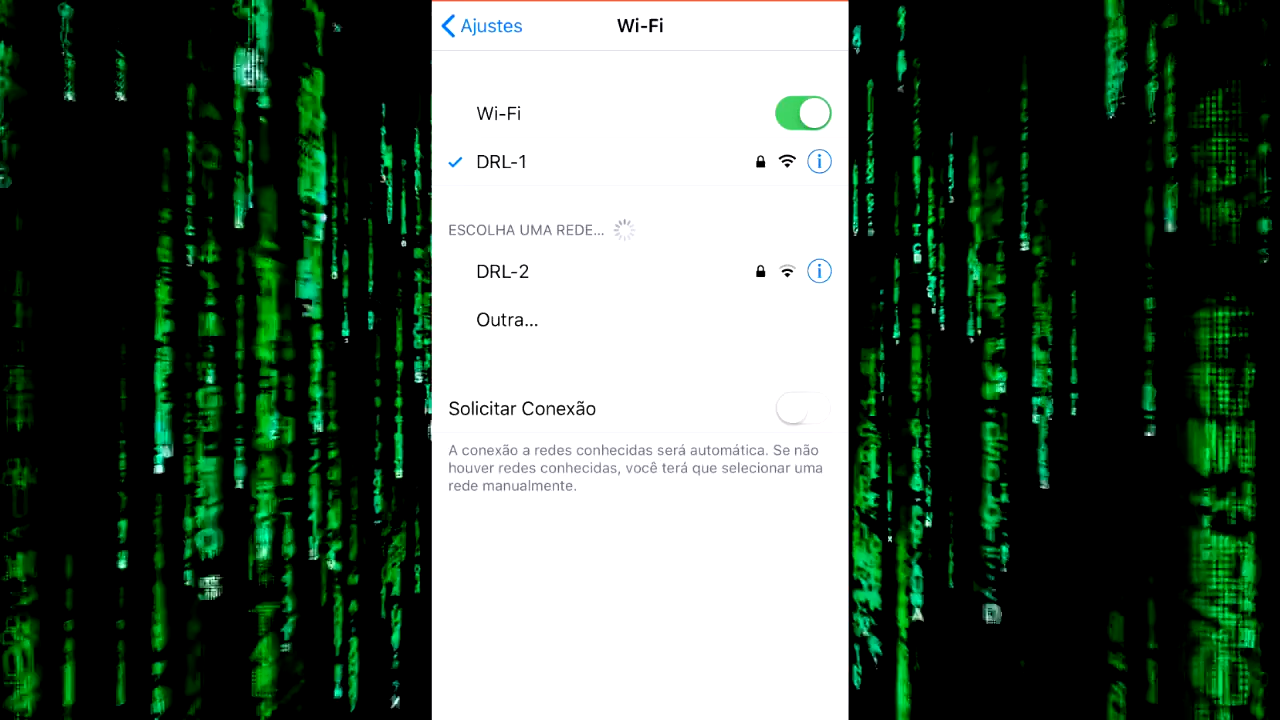 Ajustes
Wi-Fi
Wi-Fi
DRL-1
ESCOLHA UMA REDE...
DRL-2
Outra...
Solicitar Conexão
A conexão a redes conhecidas será automática. Se não
houver redes conhecidas, você terá que selecionar uma
rede manualmente.